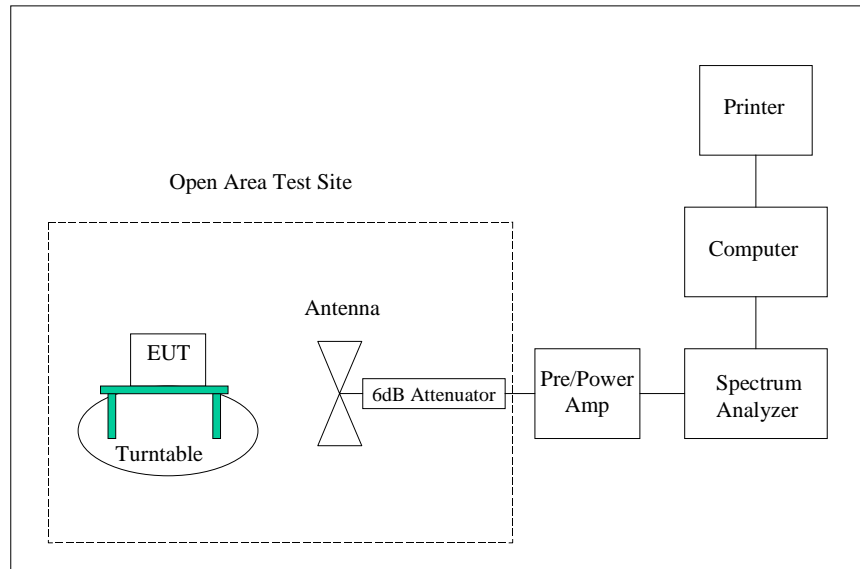 Printer
Open Area Test Site
Computer
Antenna
EUT
6dB Attenuator
Pre/Power
Amp
Spectrum
Analyzer
Turntable